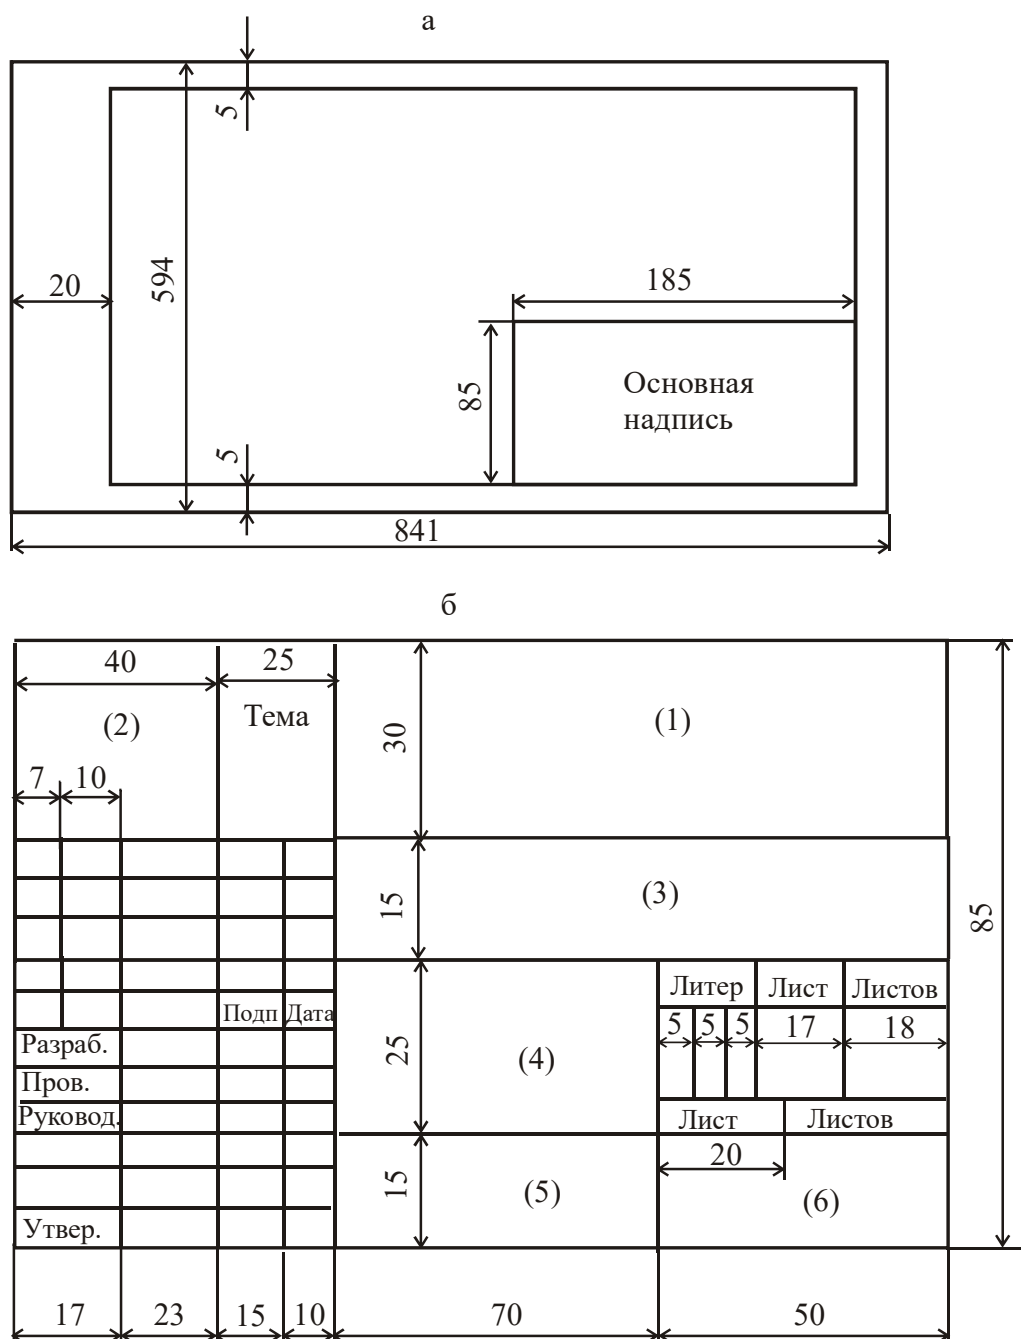 а
5
594
20
185
85
Основная
надпись
5
841
б
40
25
(2)
Тема
30
(1)
7
10
15
(3)
85
Литер
Лист
Листов
Подп
Дата
5
5
5
17
18
Разраб.
25
(4)
Пров.
Руковод.
Лист
Листов
20
15
(5)
(6)
Утвер.
17
23
15
10
70
50